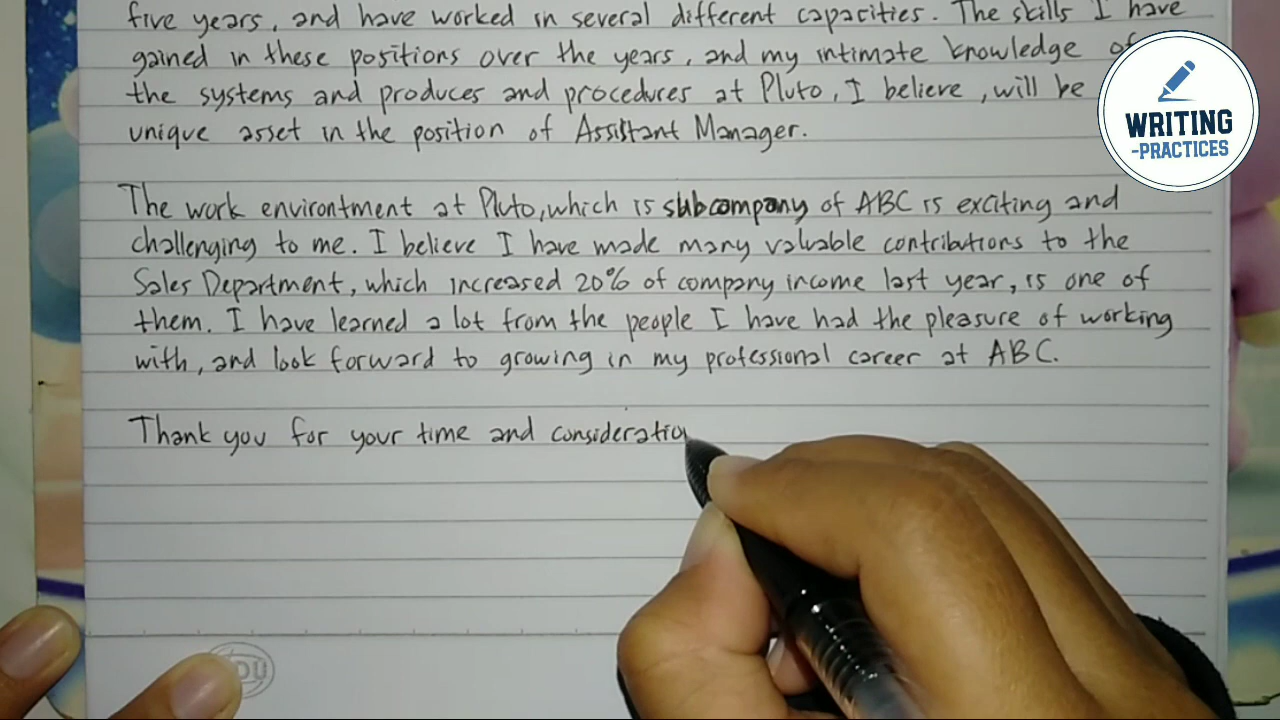 five years, and have worked in several different capacities. The skills I have
gained in these positions over the years, and my intimate knowledge of
the systems and produces and procedures at Pluto, I believe, will be
unique asset in the position of Assistant Manager.
The work environtment at Pluto, which is subcompany of ABC is exciting and
challenging to me. I believe I have made many valuable contributions to the
Sales Department, which increased 20% of company income last year, is one of
them. I have learned a lot from the people I have had the pleasure of working
with, and look forward to growing in my professional career at ABC.
Thank you for your time and consideration
WRITING
-PRACTICES